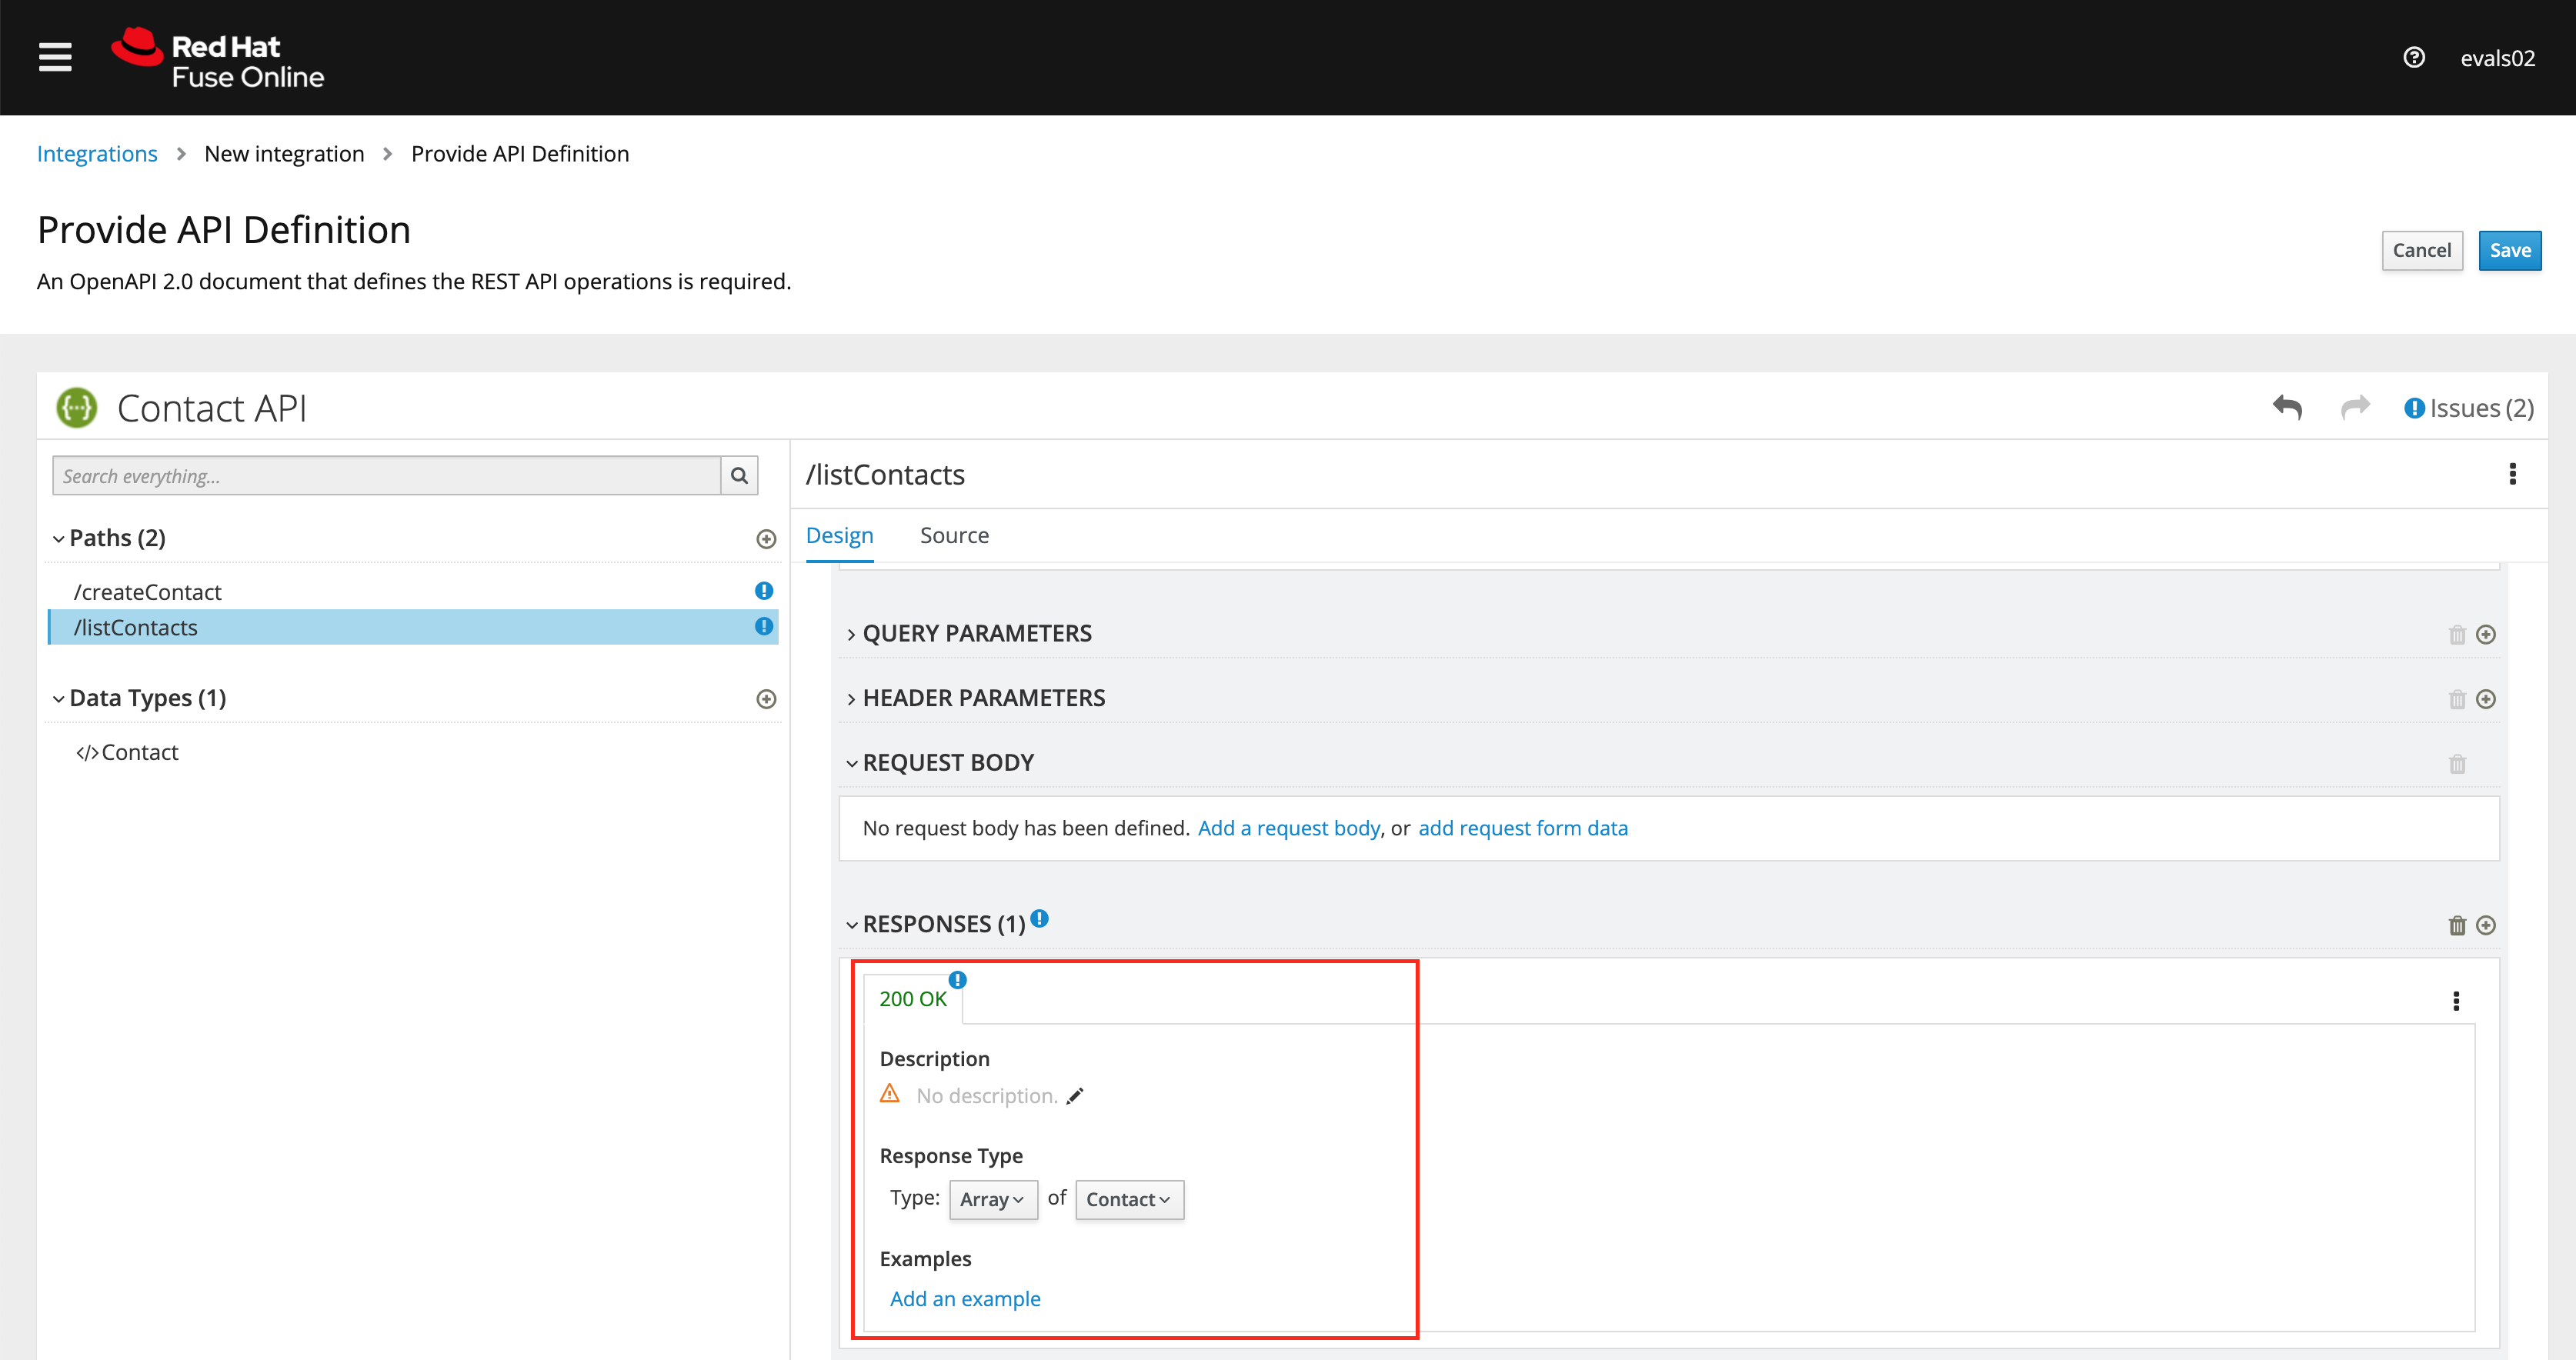 Red Hat
Fuse Online
evals02
Integrations > New integration > Provide API Definition
Provide API Definition
An OpenAPI 2.0 document that defines the REST API operations is required.
Cancel
Save
Contact API
Issues (2)
Search everything...
/listContacts
Design
Source
Paths (2)
/createContact
/listContacts
Data Types (1)
</>Contact
QUERY PARAMETERS
HEADER PARAMETERS
REQUEST BODY
No request body has been defined. Add a request body, or add request form data
RESPONSES (1)
200 OK
Description
No description.
Response Type
Type: Array of Contact
Examples
Add an example